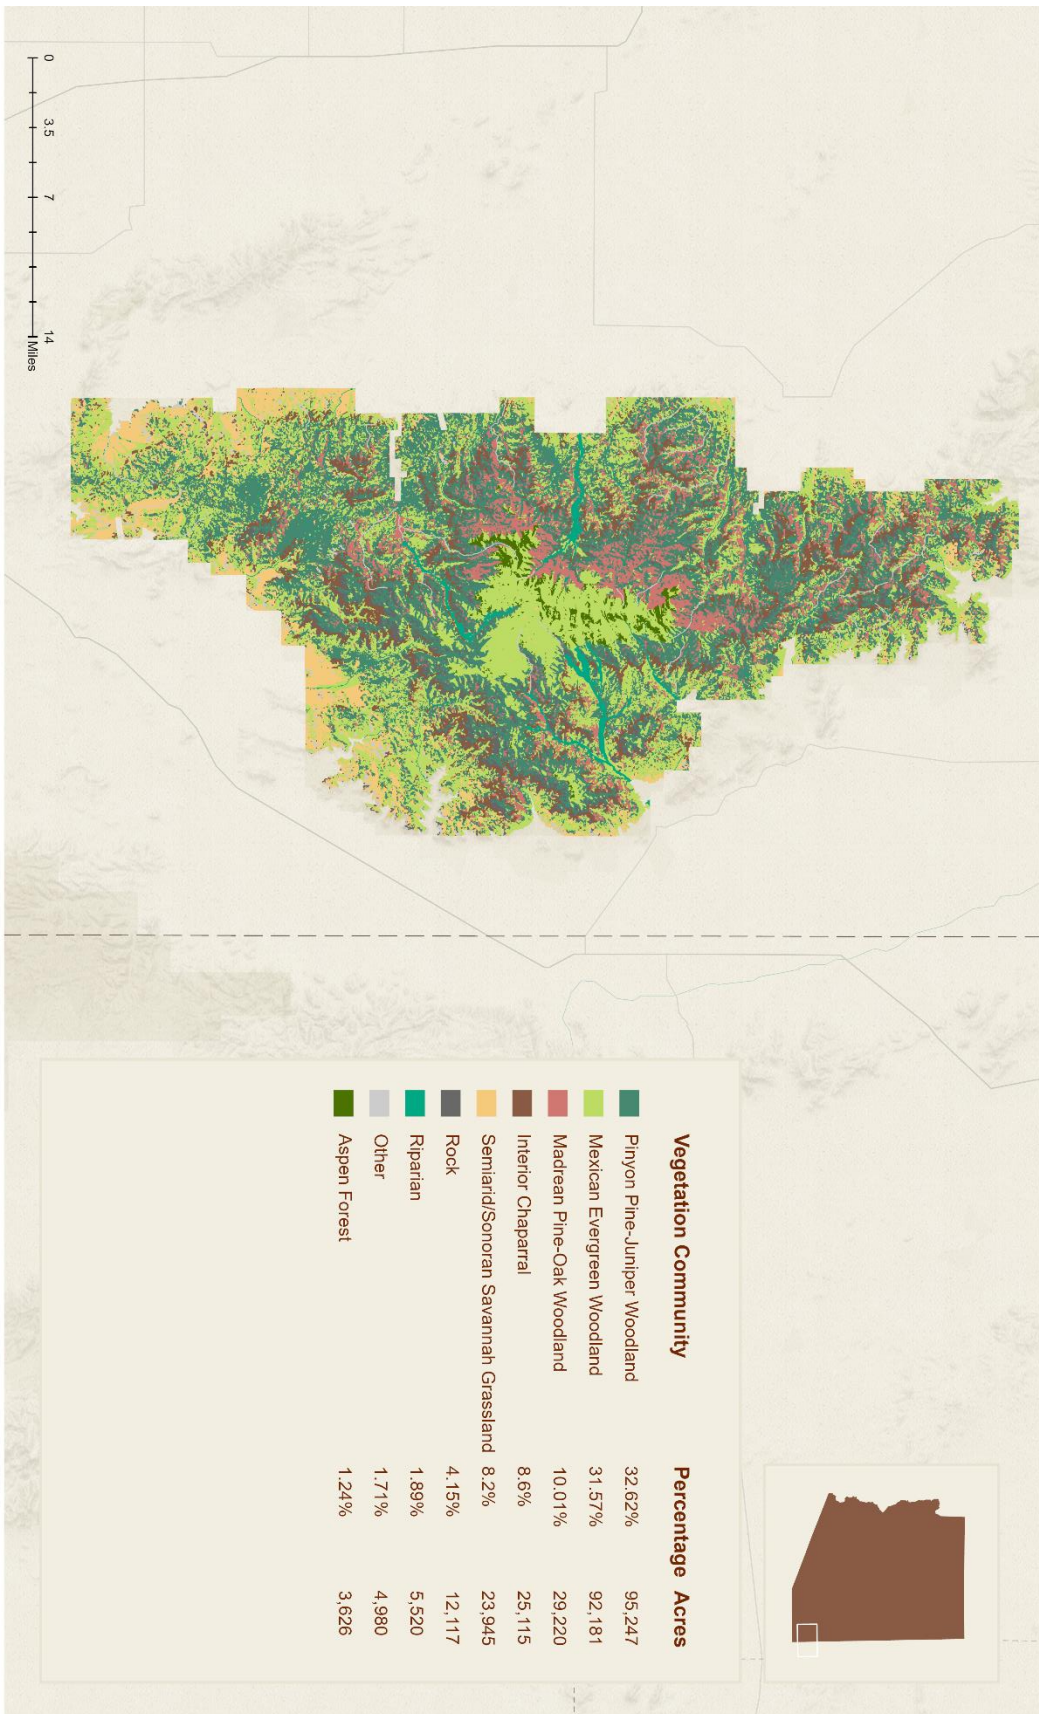 0 3.5 7 14
Miles
Vegetation Community Percentage Acres
Pinyon Pine-Juniper Woodland 32.62% 95,247
Mexican Evergreen Woodland 31.57% 92,181
Madrean Pine-Oak Woodland 10.01% 29,220
Interior Chaparral 8.6% 25,115
Semiarid/Sonoran Savannah Grassland 8.2% 23,945
Rock 4.15% 12,117
Riparian 1.89% 5,520
Other 1.71% 4,980
Aspen Forest 1.24% 3,626